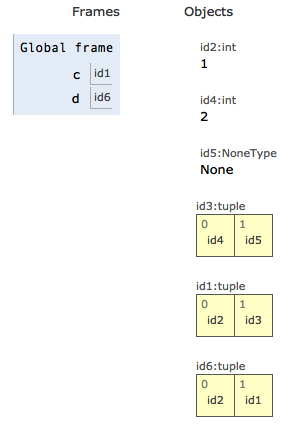 Frames Objects
Global frame
c id1
d id6
id2:int
1
id4:int
2
id5:NoneType
None
id3:tuple
0 1
id4 id5
id1:tuple
0 1
id2 id3
id6:tuple
0 1
id2 id1